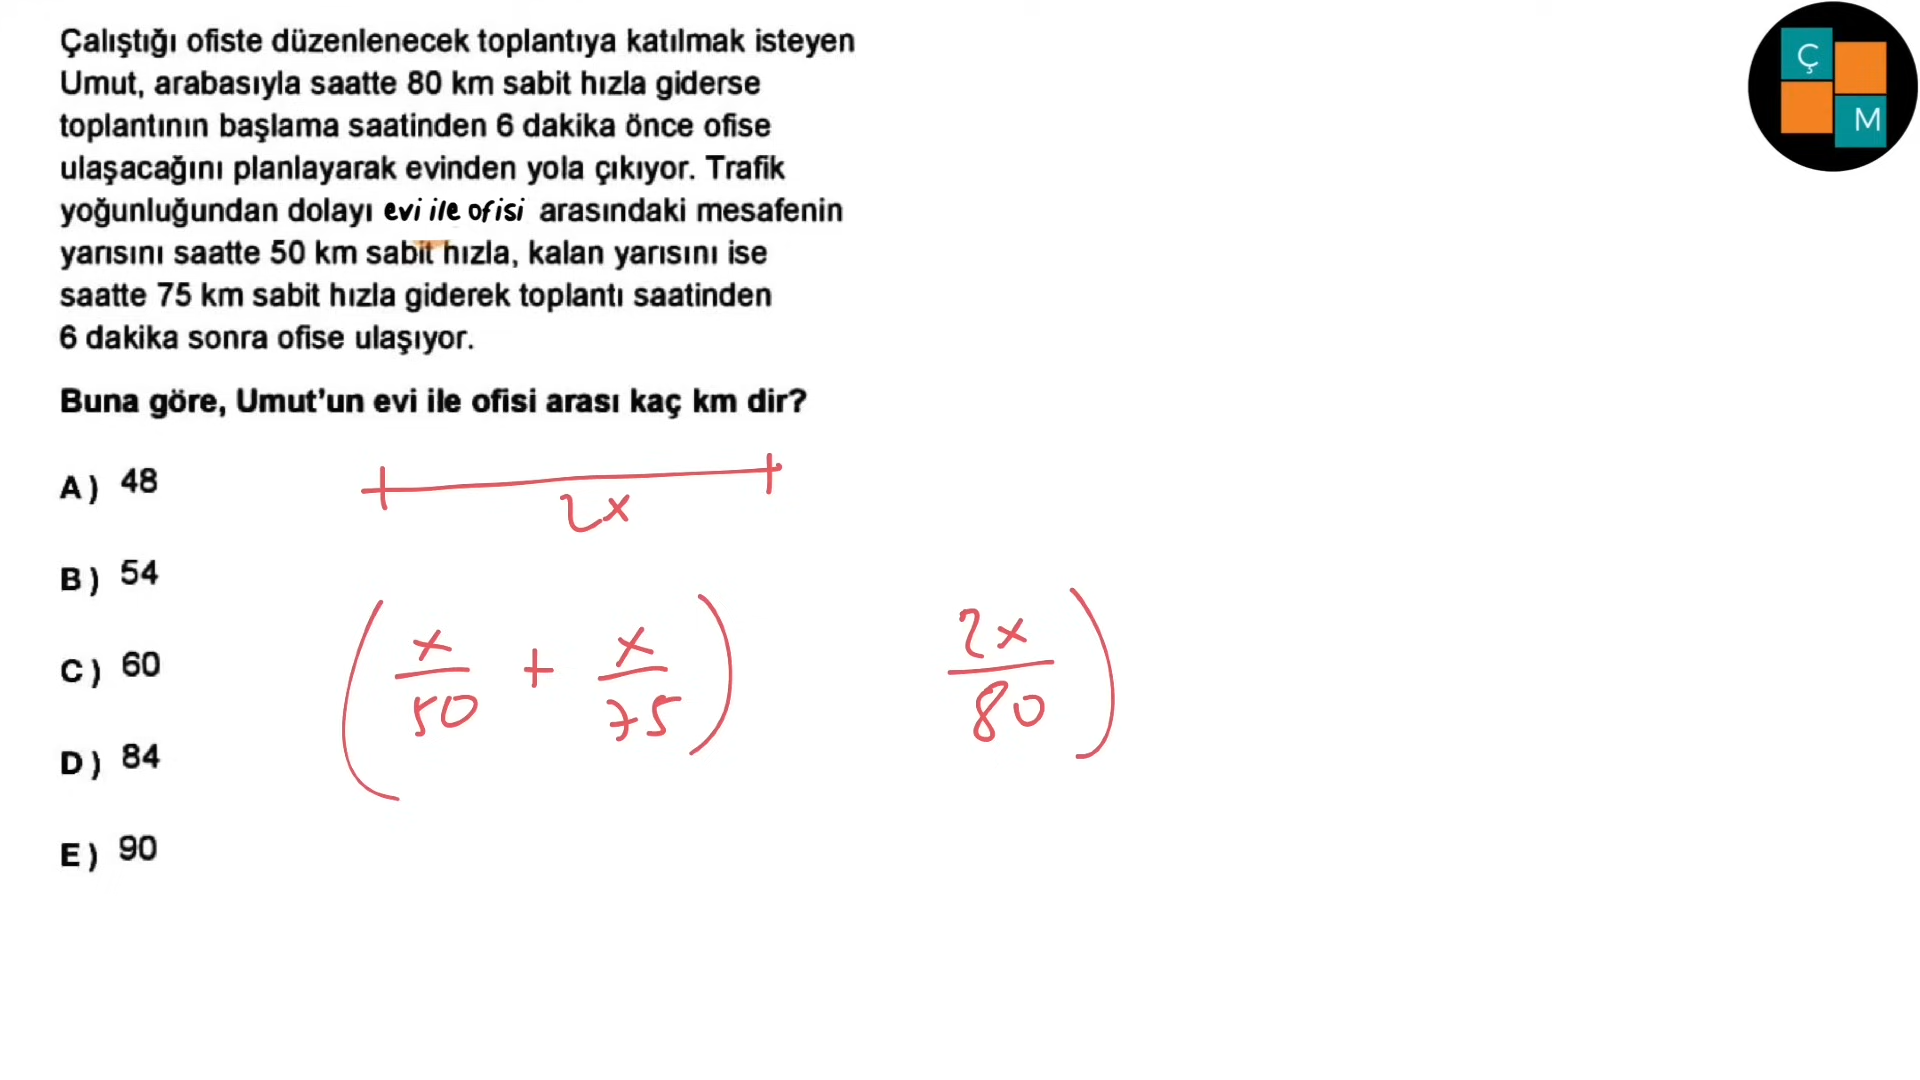 Çalıştığı ofiste düzenlenecek toplantıya katılmak isteyen
Umut, arabasıyla saatte 80 km sabit hızla giderse
toplantının başlama saatinden 6 dakika önce ofise
ulaşacağını planlayarak evinden yola çıkıyor. Trafik
yoğunluğundan dolayı evi ile ofisi arasındaki mesafenin
yarısını saatte 50 km sabit hızla, kalan yarısını ise
saatte 75 km sabit hızla giderek toplantı saatinden
6 dakika sonra ofise ulaşıyor.
Buna göre, Umut'un evi ile ofisi arası kaç km dir?
A) 48
B) 54
C) 60
D) 84
E) 90
2x
(x/50 + x/75) 2x/80)
Ç M